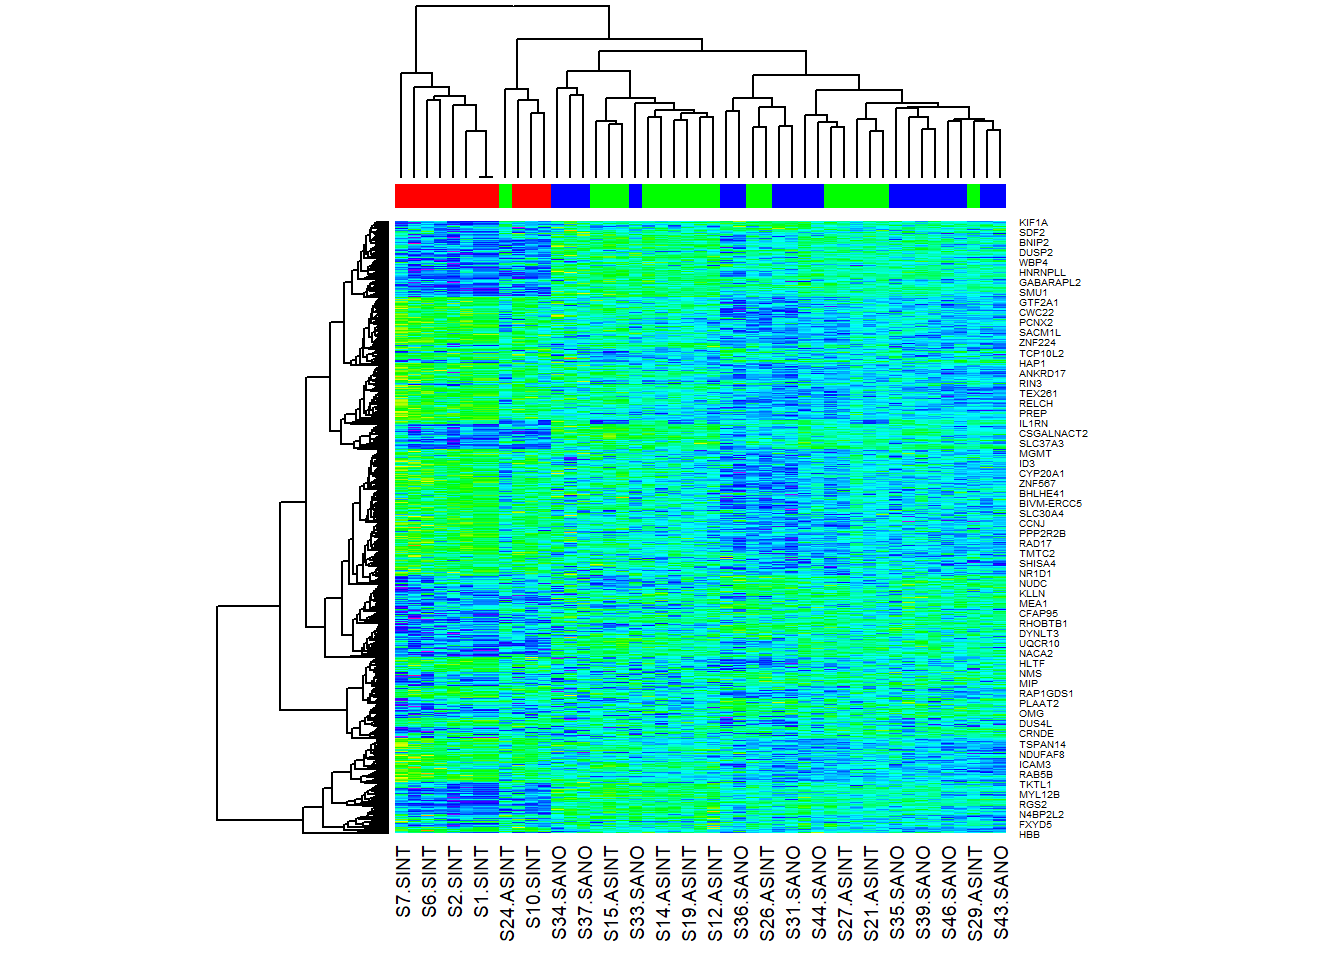 KIF1A
SDF2
BNIP2
DUSP2
WBP4
HNRNPLL
GABARAPL2
SMU1
GTF2A1
CWC22
PCNX2
SACM1L
ZNF224
TCP10L2
HAP1
ANKRD17
RIN3
TEX261
RELCH
PREP
IL1RN
CSGALNACT2
SLC37A3
MGMT
ID3
CYP20A1
ZNF567
BHLHE41
BIVM-ERCC5
SLC30A4
CCNJ
PPP2R2B
RAD17
TMTC2
SHISA4
NR1D1
NUDC
KLLN
MEA1
CFAP95
RHOBTB1
DYNLT3
UQCR10
NACA2
HLTF
NMS
MIP
RAP1GDS1
PLAAT2
OMG
DUS4L
CRNDE
TSPAN14
NDUFAF8
ICAM3
RAB5B
TKTL1
MYL12B
RGS2
N4BP2L2
FXYD5
HBB
S7.SINT
S6.SINT
S2.SINT
S1.SINT
S24.ASINT
S10.SINT
S34.SANO
S37.SANO
S15.ASINT
S33.SANO
S14.ASINT
S19.ASINT
S12.ASINT
S36.SANO
S26.ASINT
S31.SANO
S44.SANO
S27.ASINT
S21.ASINT
S35.SANO
S39.SANO
S46.SANO
S29.ASINT
S43.SANO